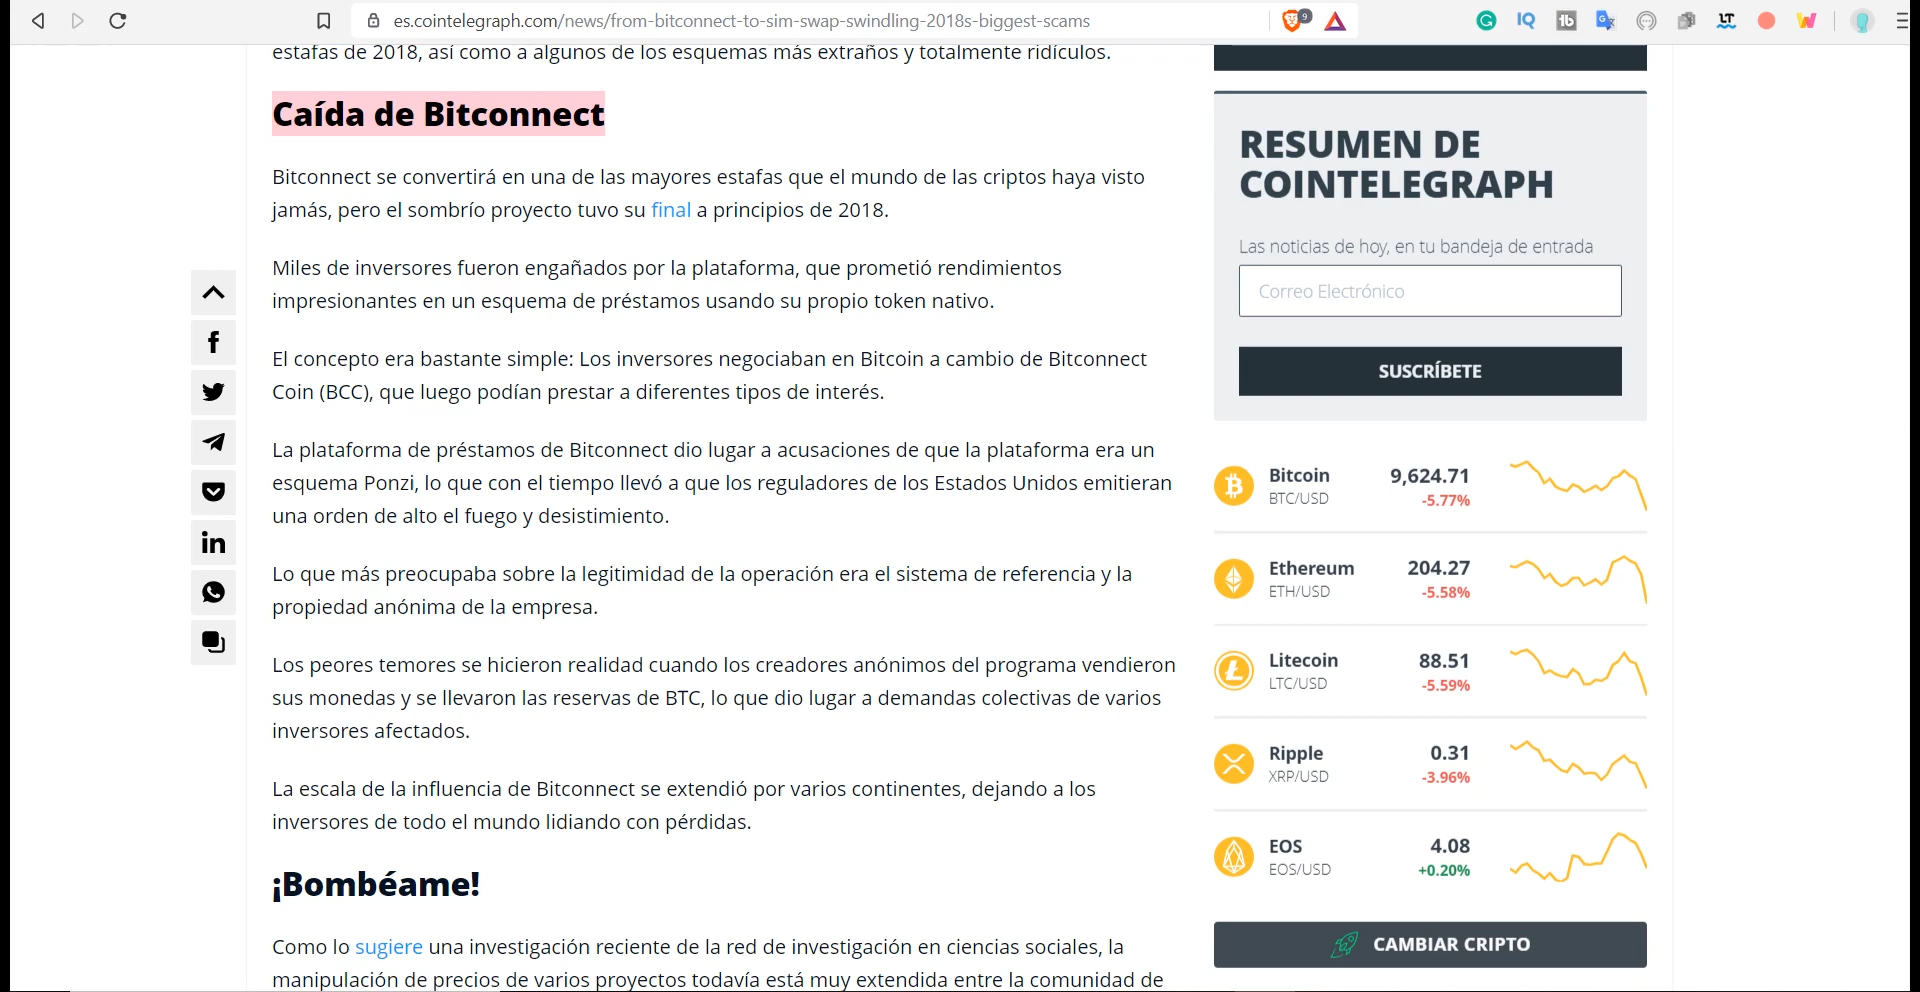 es.cointelegraph.com/news/from-bitconnect-to-sim-swap-swindling-2018s-biggest-scams
9
IQ
tb
LT
W
estafas de 2018, así como a algunos de los esquemas más extraños y totalmente ridículos.
Caída de Bitconnect
Bitconnect se convertirá en una de las mayores estafas que el mundo de las criptos haya visto
jamás, pero el sombrío proyecto tuvo su final a principios de 2018.
Miles de inversores fueron engañados por la plataforma, que prometió rendimientos
impresionantes en un esquema de préstamos usando su propio token nativo.
El concepto era bastante simple: Los inversores negociaban en Bitcoin a cambio de Bitconnect
Coin (BCC), que luego podían prestar a diferentes tipos de interés.
La plataforma de préstamos de Bitconnect dio lugar a acusaciones de que la plataforma era un
esquema Ponzi, lo que con el tiempo llevó a que los reguladores de los Estados Unidos emitieran
una orden de alto el fuego y desistimiento.
Lo que más preocupaba sobre la legitimidad de la operación era el sistema de referencia y la
propiedad anónima de la empresa.
Los peores temores se hicieron realidad cuando los creadores anónimos del programa vendieron
sus monedas y se llevaron las reservas de BTC, lo que dio lugar a demandas colectivas de varios
inversores afectados.
La escala de la influencia de Bitconnect se extendió por varios continentes, dejando a los
inversores de todo el mundo lidiando con pérdidas.
¡Bombéame!
Como lo sugiere una investigación reciente de la red de investigación en ciencias sociales, la
manipulación de precios de varios proyectos todavía está muy extendida entre la comunidad de
RESUMEN DE
COINTELEGRAPH
Las noticias de hoy, en tu bandeja de entrada
Correo Electrónico
SUSCRÍBETE
Bitcoin 9,624.71
BTC/USD -5.77%
Ethereum 204.27
ETH/USD -5.58%
Litecoin 88.51
LTC/USD -5.59%
Ripple 0.31
XRP/USD -3.96%
EOS 4.08
EOS/USD +0.20%
CAMBIAR CRIPTO